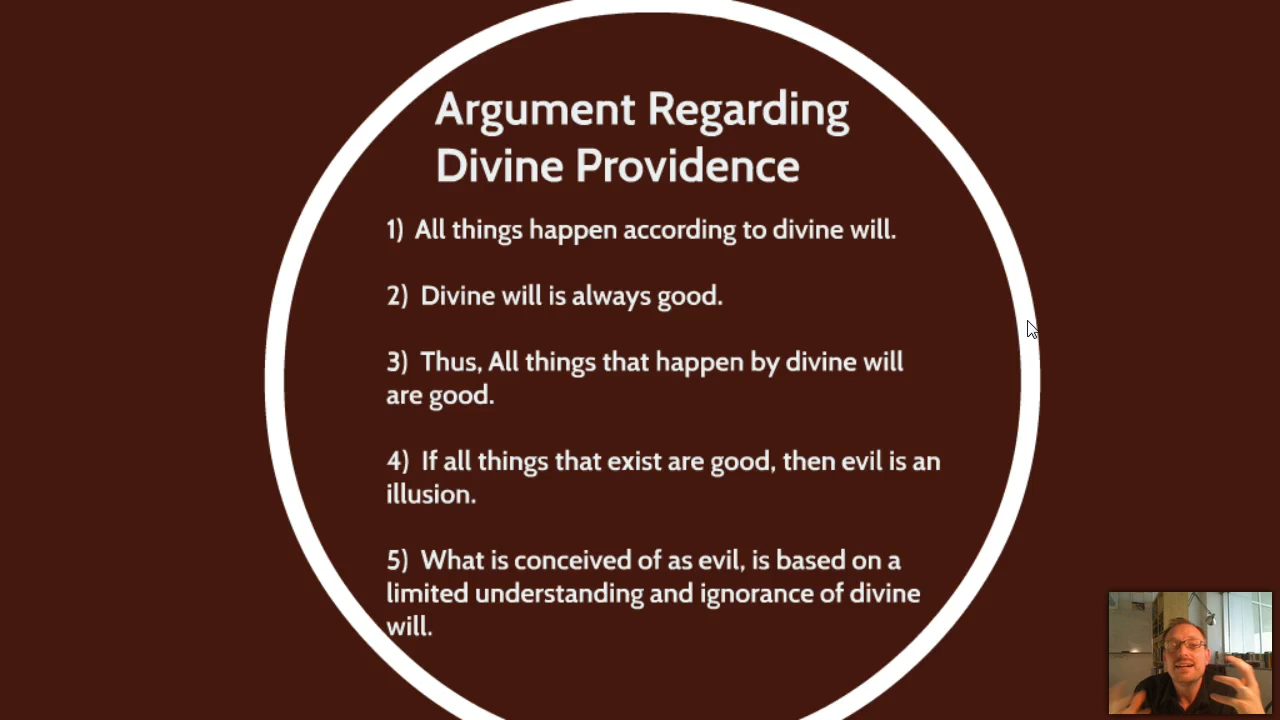 Argument Regarding
Divine Providence
1) All things happen according to divine will.
2) Divine will is always good.
3) Thus, All things that happen by divine will
are good.
4) If all things that exist are good, then evil is an
illusion.
5) What is conceived of as evil, is based on a
limited understanding and ignorance of divine
will.